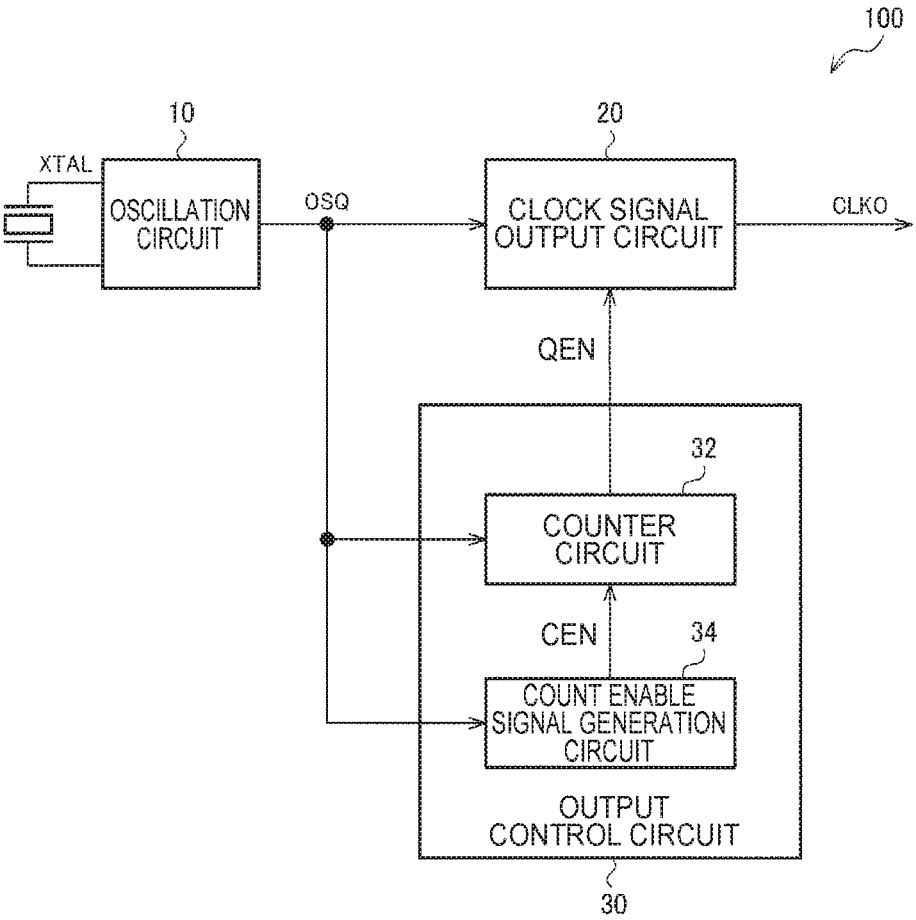 100
10
20
XTAL
OSCILLATION
CIRCUIT
OSQ
CLOCK SIGNAL
OUTPUT CIRCUIT
CLKO
QEN
32
COUNTER
CIRCUIT
CEN
34
COUNT ENABLE
SIGNAL GENERATION
CIRCUIT
OUTPUT
CONTROL CIRCUIT
30